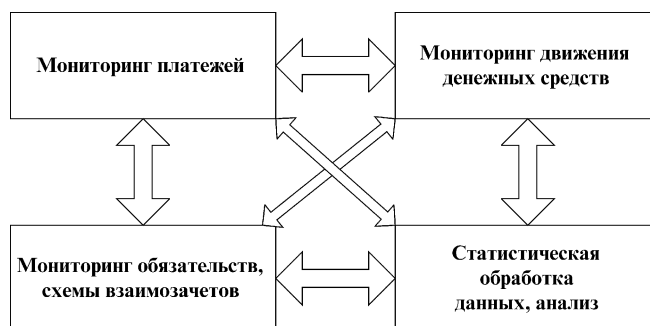 Мониторинг платежей
Мониторинг движения
денежных средств
Мониторинг обязательств,
схемы взаимозачетов
Статистическая
обработка
данных, анализ